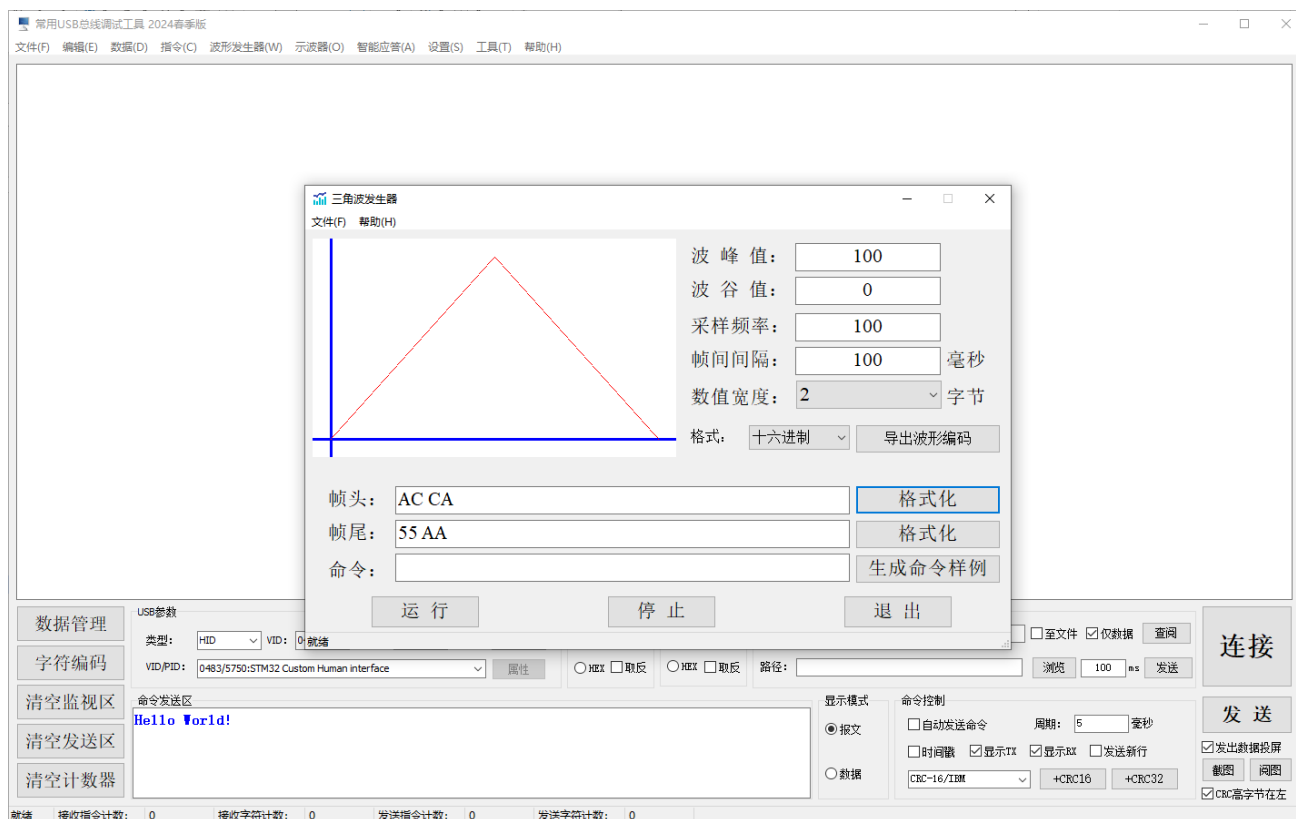 常用USB总线调试工具 2024春季版
文件(F) 编辑(E) 数据(D) 指令(C) 波形发生器(W) 示波器(O) 智能应答(A) 设置(S) 工具(T) 帮助(H)
三角波发生器
文件(F) 帮助(H)
波 峰 值： 100
波 谷 值： 0
采样频率： 100
帧间间隔： 100 毫秒
数值宽度： 2 字节
格式： 十六进制 导出波形编码
帧头： AC CA 格式化
帧尾： 55 AA 格式化
命令： 生成命令样例
运 行 停 止 退 出
就绪
数据管理
字符编码
清空监视区
清空发送区
清空计数器
USB参数
类型： HID VID： 0
VID/PID： 0483/5750:STM32 Custom Human interface 属性
HEX 取反 HEX 取反 路径： 浏览 100 ms 发送
至文件 仅数据 查阅
连接
命令发送区
Hello World!
显示模式
报文
数据
命令控制
自动发送命令 周期： 5 毫秒
时间戳 显示TX 显示RX 发送新行
CRC-16/IBM +CRC16 +CRC32
发 送
发出数据投屏
截图 阅图
CRC高字节在左
就绪 接收指令计数： 0 接收字符计数： 0 发送指令计数： 0 发送字符计数： 0